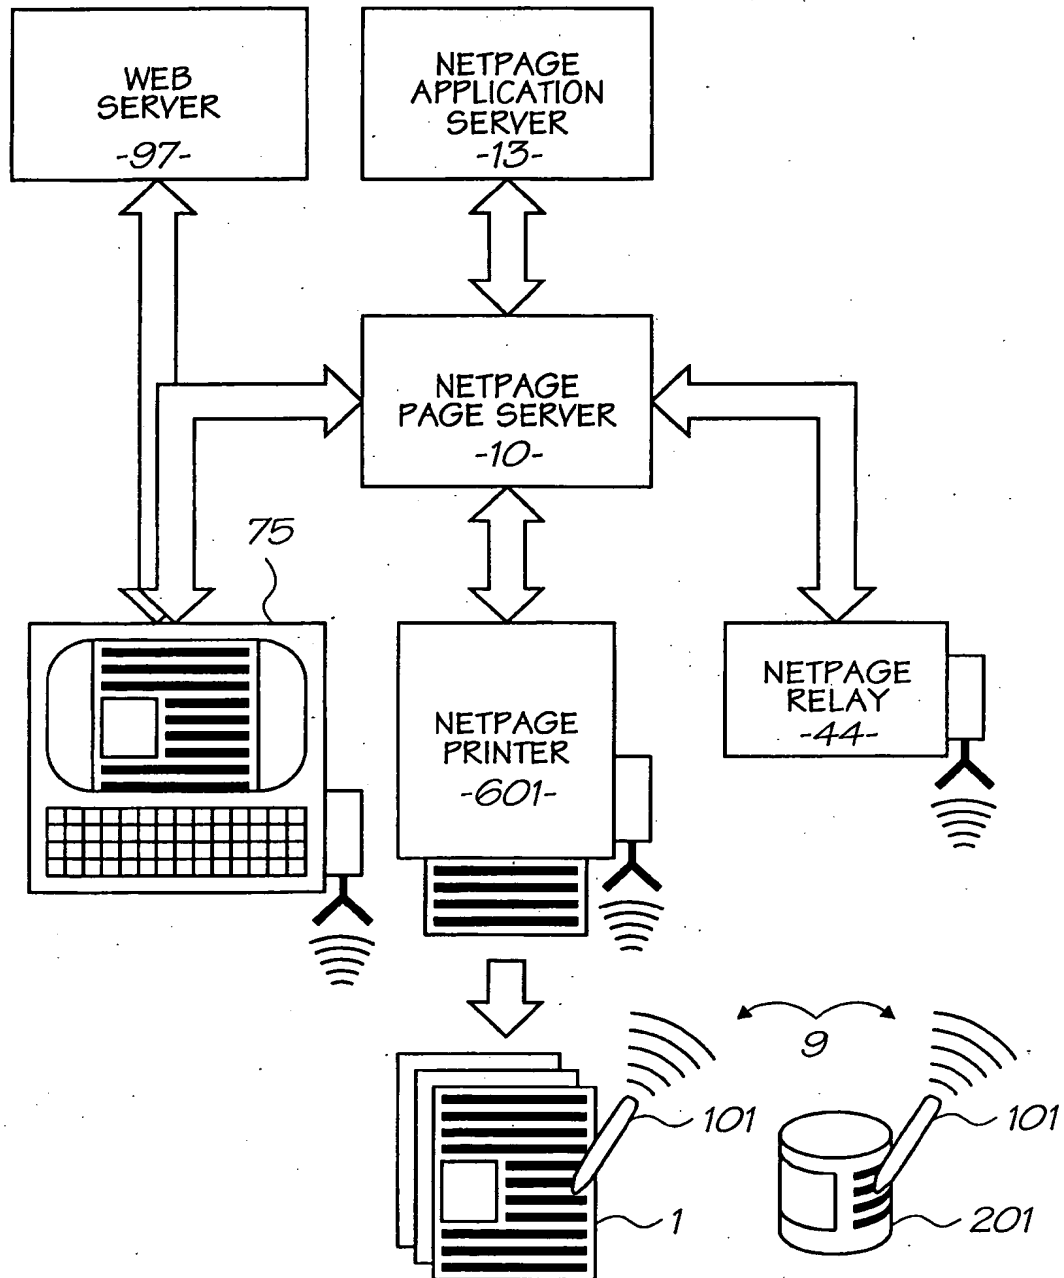 WEB
SERVER
-97-
NETPAGE
APPLICATION
SERVER
-13-
NETPAGE
PAGE SERVER
-10-
75
NETPAGE
PRINTER
-601-
NETPAGE
RELAY
-44-
9
101
101
1
201